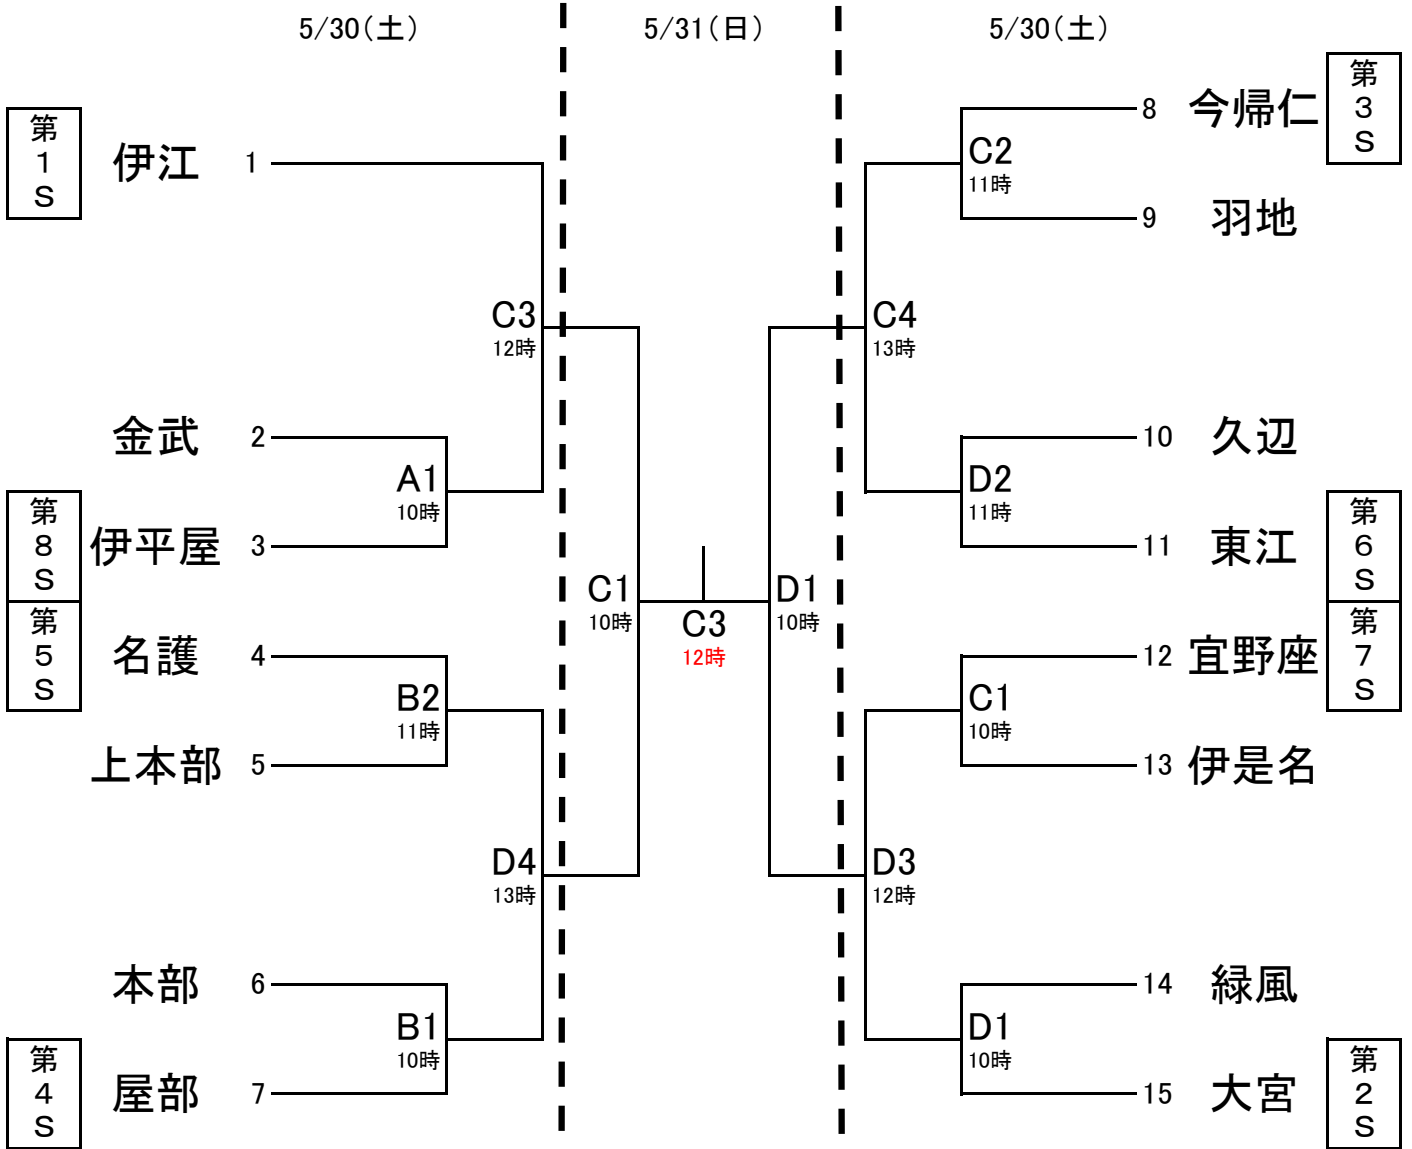 5/30(土)
5/31(日)
5/30(土)
第1S
伊江 1
C3
12時
金武 2
A1
10時
第8S
伊平屋 3
第5S
名護 4
B2
11時
上本部 5
D4
13時
本部 6
B1
10時
第4S
屋部 7
C1
10時
C3
12時
D1
10時
8 今帰仁
第3S
C2
11時
9 羽地
C4
13時
10 久辺
D2
11時
11 東江
第6S
12 宜野座
第7S
C1
10時
13 伊是名
D3
12時
14 緑風
D1
10時
15 大宮
第2S